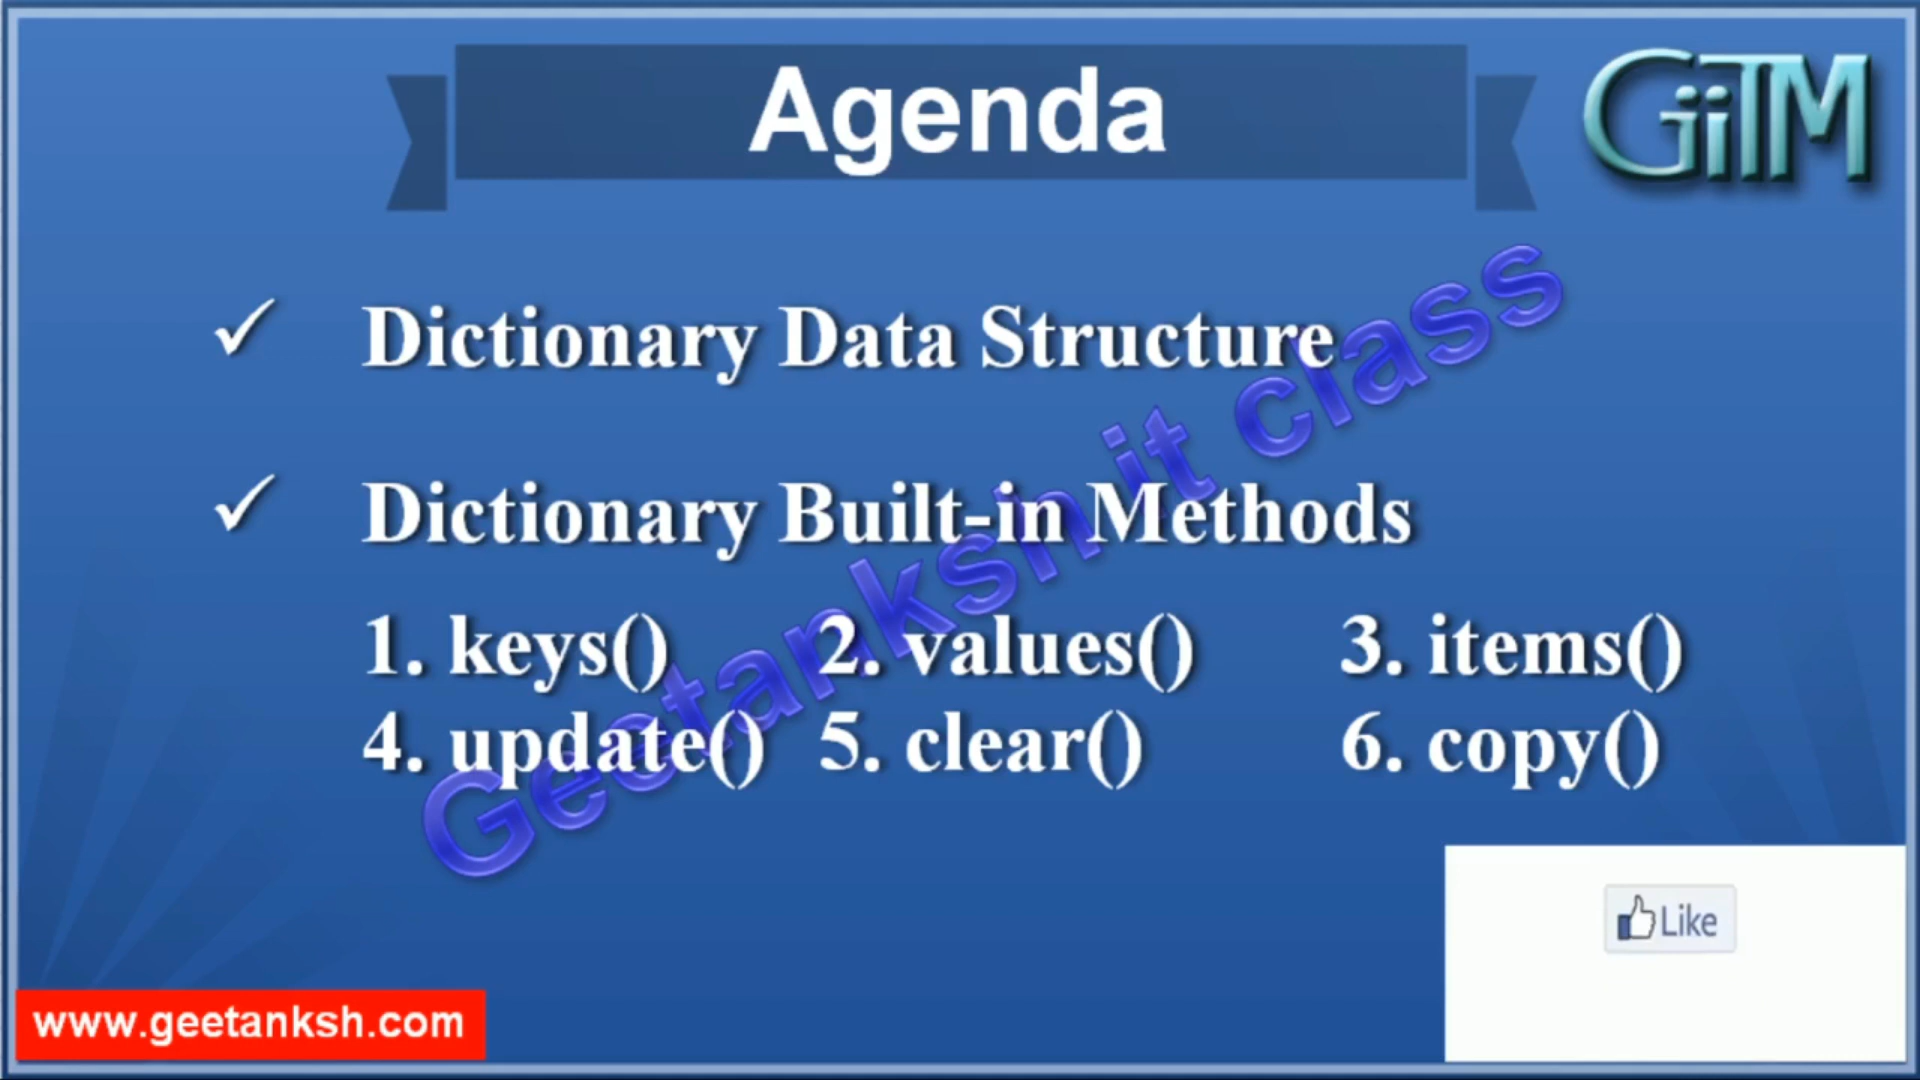 Agenda
GiTM
✓ Dictionary Data Structure
✓ Dictionary Built-in Methods
1. keys() 2. values() 3. items()
4. update() 5. clear() 6. copy()
Geetanksh it class
Like
www.geetanksh.com